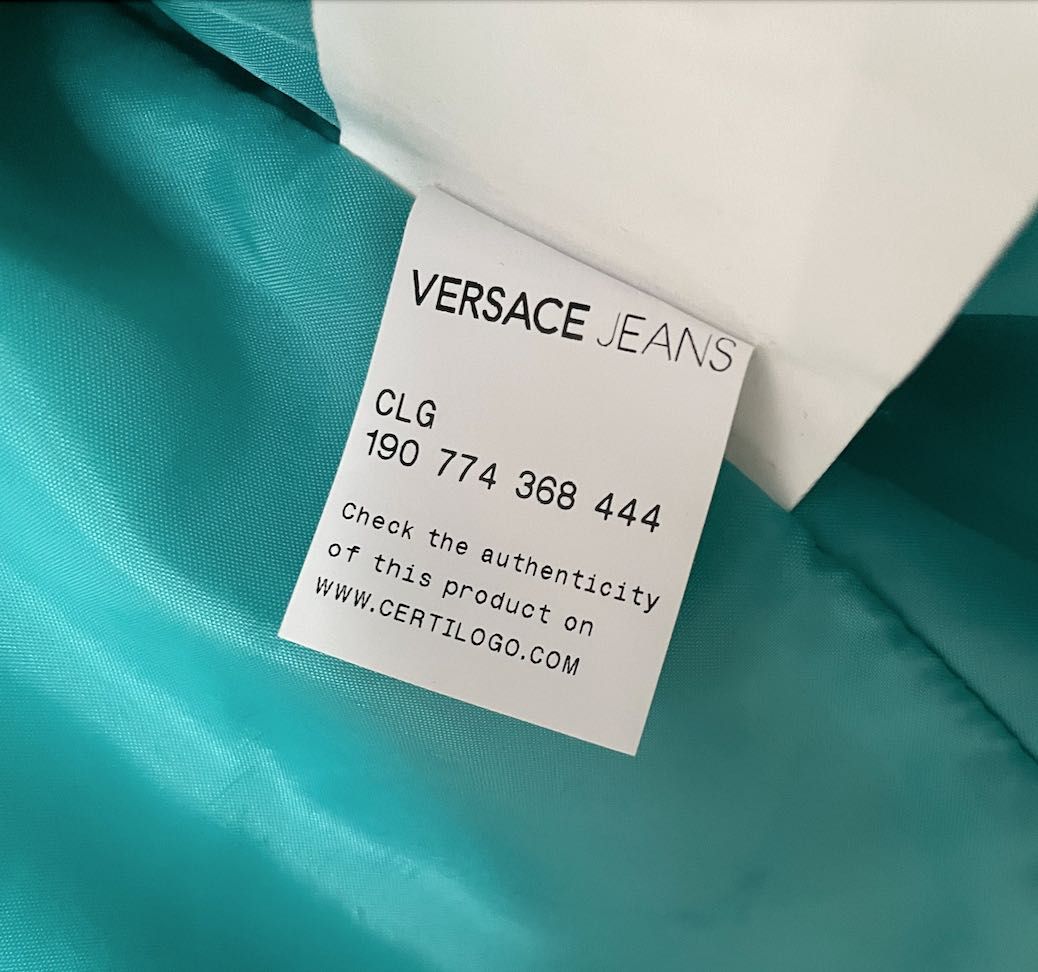 VERSACE JEANS
CLG
190 774 368 444
Check the authenticity
of this product on
WWW.CERTILOGO.COM